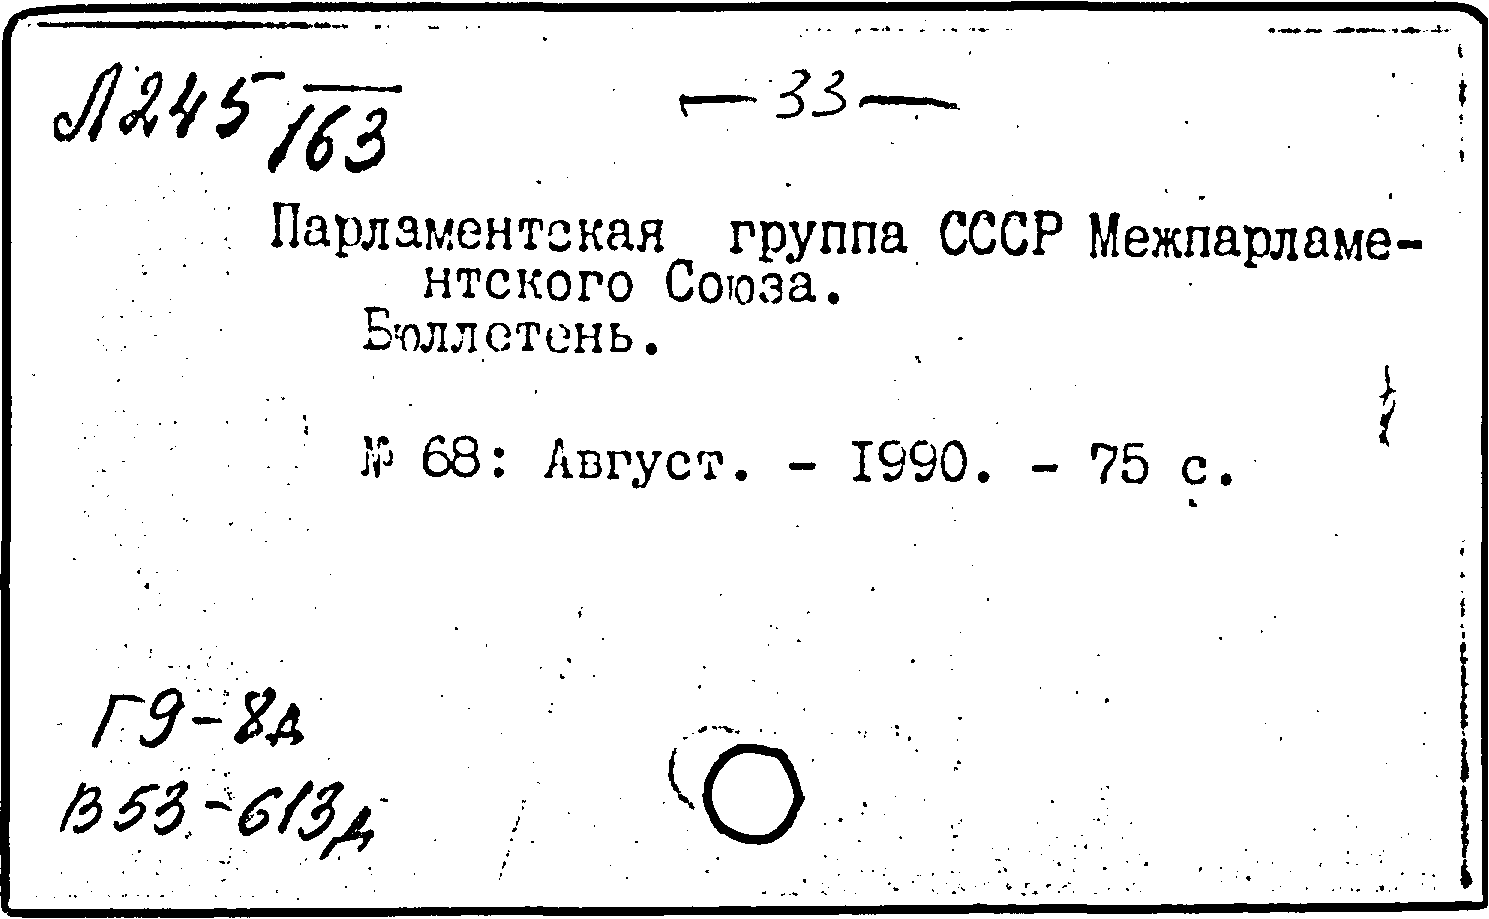 Л245/163
— 33 —
Парламентская группа СССР Межпарламе-
нтского Союза.
Бюллетень.
№ 68: Август. - 1990. - 75 с.
Г9-8д
В53-613д